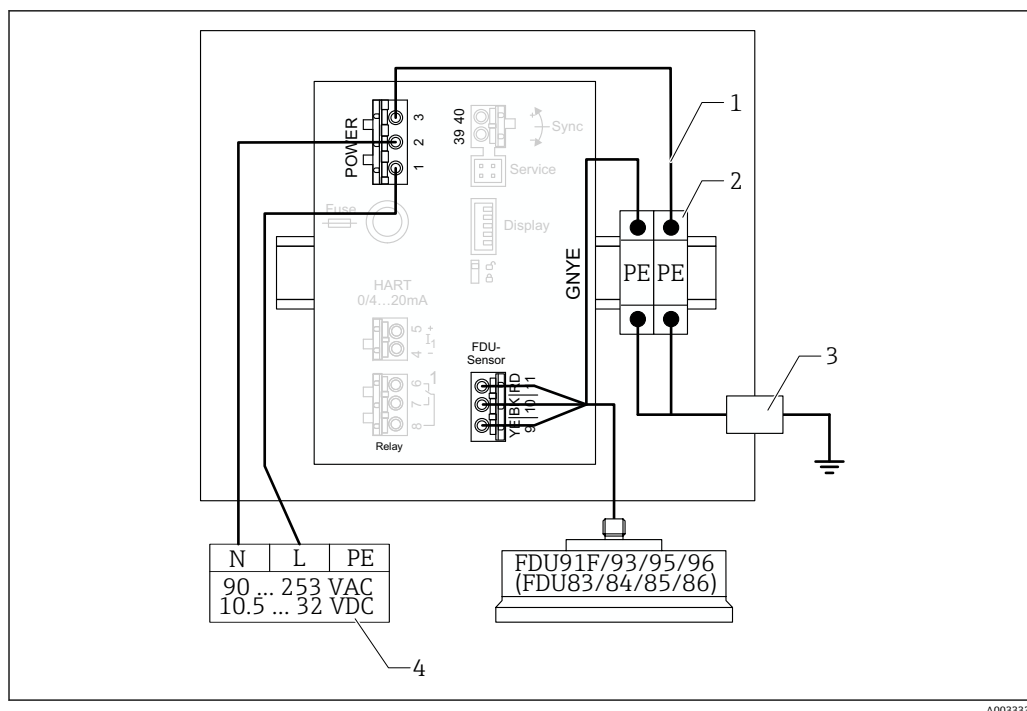 POWER
3
2
1
39 40
+
-
Sync
Service
Fuse
Display
HART
0/4...20mA
5
4
+
I1
-
6
7
8
1
Relay
FDU-
Sensor
YE|BK|RD
9 |10| 11
GNYE
PE PE
1
2
3
N L PE
90 ... 253 VAC
10.5 ... 32 VDC
4
FDU91F/93/95/96
(FDU83/84/85/86)